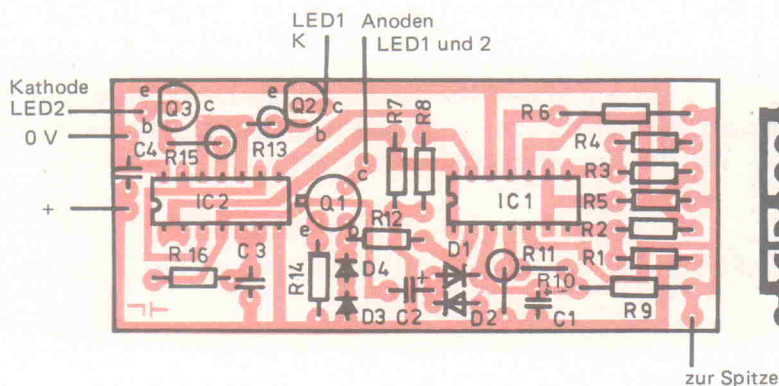 LED1 Anoden
K LED1 und 2
Kathode
LED2
0 V
+
e Q3 c b
e Q2 c b
C4
R15
R13
R7
R8
R6
R4
R3
R5
R2
R1
IC2
Q1
c
b
e
R12
IC1
R16
C3
R14
D4
D3
C2
+
D1
D2
R11
R10
+
C1
R9
zur Spitze